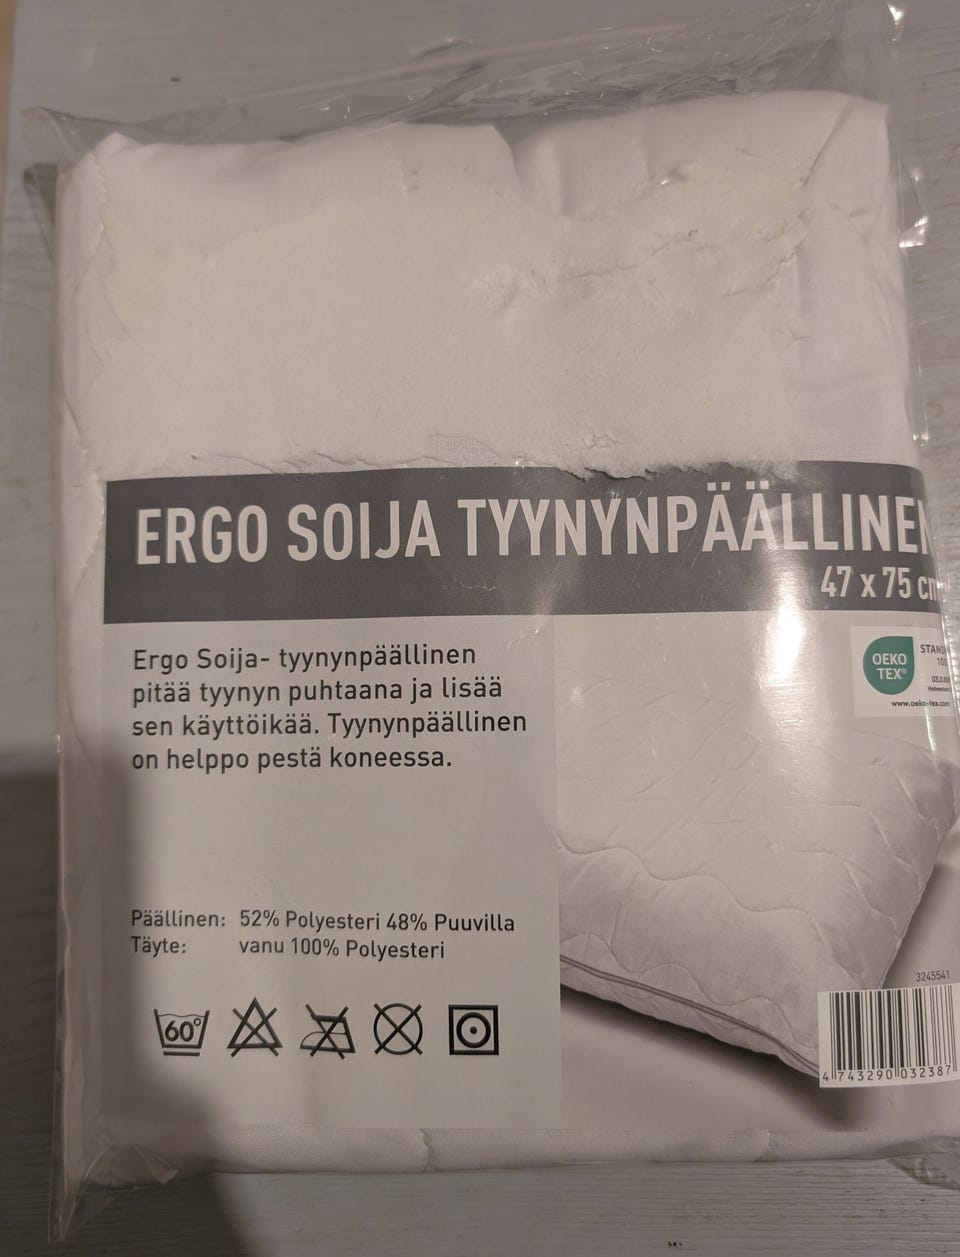 ERGO SOIJA TYYNYNPÄÄLLINEN
47 x 75 cm
OEKO
TEX®
www.oeko-tex.com
Ergo Soija- tyynynpäällinen
pitää tyynyn puhtaana ja lisää
sen käyttöikää. Tyynynpäällinen
on helppo pestä koneessa.
Päällinen: 52% Polyesteri 48% Puuvilla
Täyte: vanu 100% Polyesteri
60°
3245541
4 743290 032387